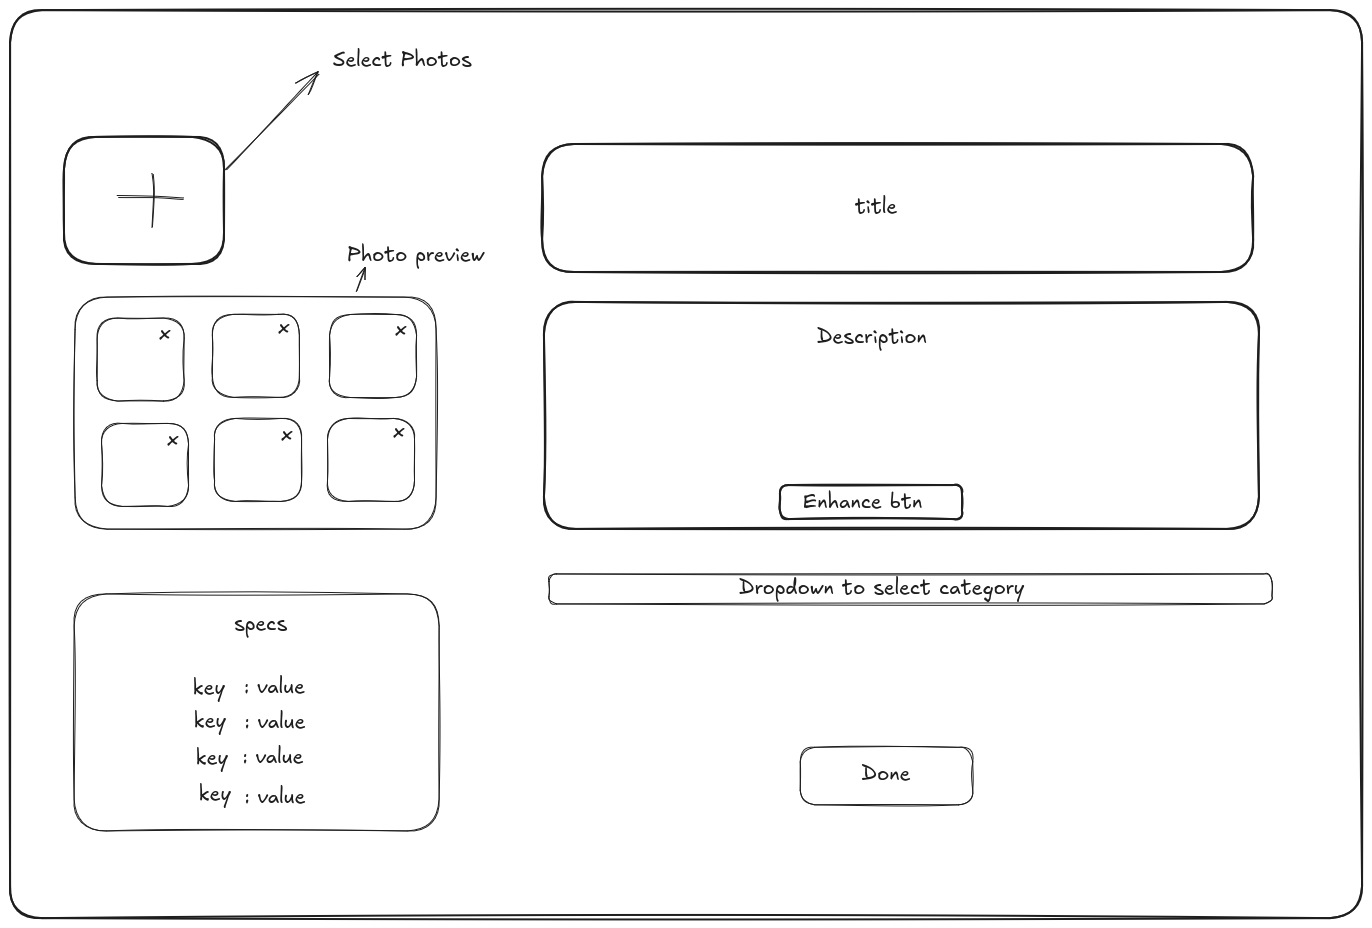 Select Photos
title
Photo preview
×
×
×
×
×
×
Description
Enhance btn
Dropdown to select category
specs
key : value
key : value
key : value
key : value
Done